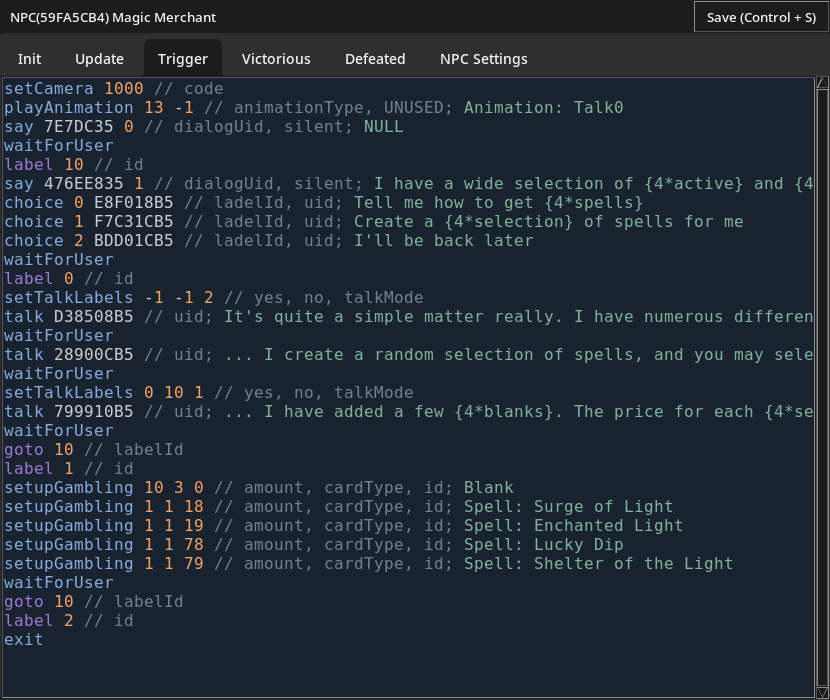 NPC(59FA5CB4) Magic Merchant
Save (Control + S)
Init Update Trigger Victorious Defeated NPC Settings
setCamera 1000 // code
playAnimation 13 -1 // animationType, UNUSED; Animation: Talk0
say 7E7DC35 0 // dialogUid, silent; NULL
waitForUser
label 10 // id
say 476EE835 1 // dialogUid, silent; I have a wide selection of {4*active} and {4
choice 0 E8F018B5 // ladelId, uid; Tell me how to get {4*spells}
choice 1 F7C31CB5 // ladelId, uid; Create a {4*selection} of spells for me
choice 2 BDD01CB5 // ladelId, uid; I'll be back later
waitForUser
label 0 // id
setTalkLabels -1 -1 2 // yes, no, talkMode
talk D38508B5 // uid; It's quite a simple matter really. I have numerous differen
waitForUser
talk 28900CB5 // uid; ... I create a random selection of spells, and you may sele
waitForUser
setTalkLabels 0 10 1 // yes, no, talkMode
talk 799910B5 // uid; ... I have added a few {4*blanks}. The price for each {4*se
waitForUser
goto 10 // labelId
label 1 // id
setupGambling 10 3 0 // amount, cardType, id; Blank
setupGambling 1 1 18 // amount, cardType, id; Spell: Surge of Light
setupGambling 1 1 19 // amount, cardType, id; Spell: Enchanted Light
setupGambling 1 1 78 // amount, cardType, id; Spell: Lucky Dip
setupGambling 1 1 79 // amount, cardType, id; Spell: Shelter of the Light
waitForUser
goto 10 // labelId
label 2 // id
exit